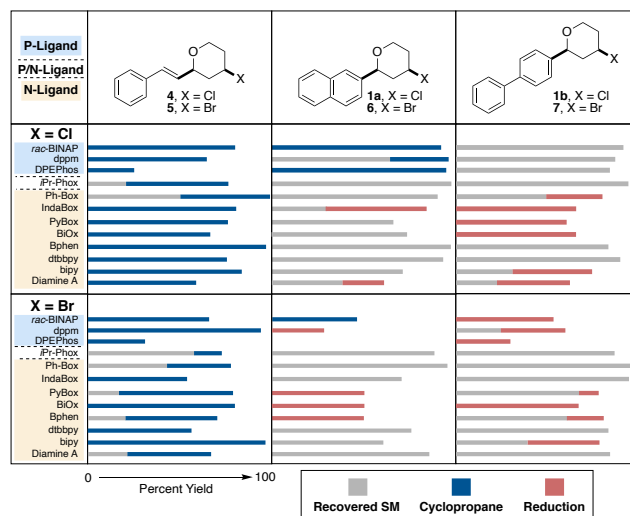 P-Ligand
P/N-Ligand
N-Ligand
O
X
4, X = Cl
5, X = Br
O
X
1a, X = Cl
6, X = Br
O
X
1b, X = Cl
7, X = Br
X = Cl
rac-BINAP
dppm
DPEPhos
iPr-Phox
Ph-Box
IndaBox
PyBox
BiOx
Bphen
dtbbpy
bipy
Diamine A
X = Br
rac-BINAP
dppm
DPEPhos
iPr-Phox
Ph-Box
IndaBox
PyBox
BiOx
Bphen
dtbbpy
bipy
Diamine A
0 100
Percent Yield
Recovered SM Cyclopropane Reduction